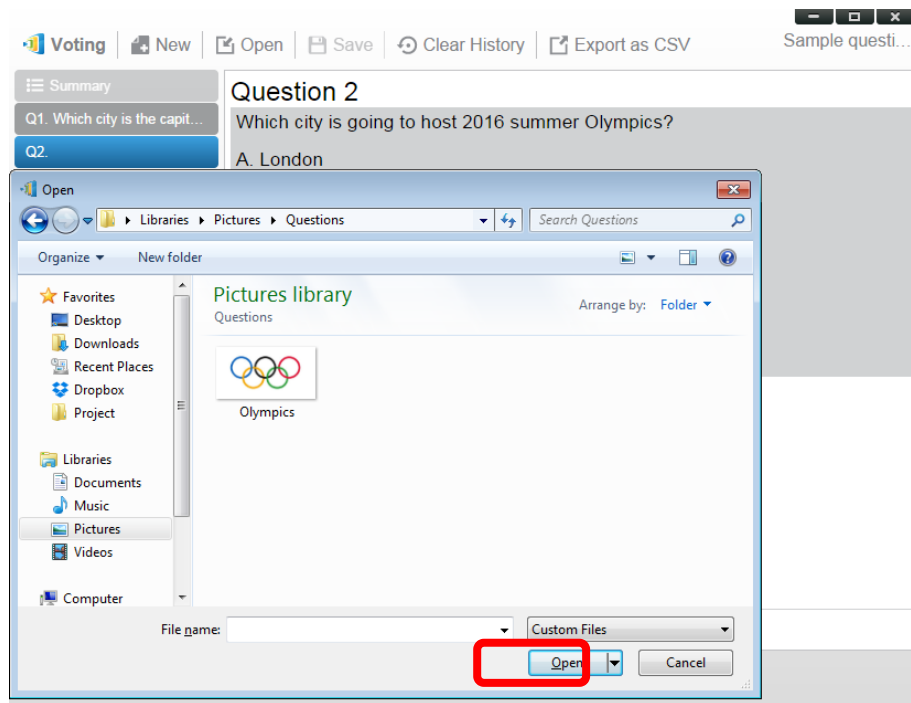 Voting New Open Save Clear History Export as CSV Sample questi...
Summary
Q1. Which city is the capit...
Q2.
Question 2
Which city is going to host 2016 summer Olympics?
A. London
Open
Libraries Pictures Questions Search Questions
Organize New folder
Favorites
Desktop
Downloads
Recent Places
Dropbox
Project
Libraries
Documents
Music
Pictures
Videos
Computer
Pictures library
Questions
Arrange by: Folder
Olympics
File name: Custom Files
Open Cancel